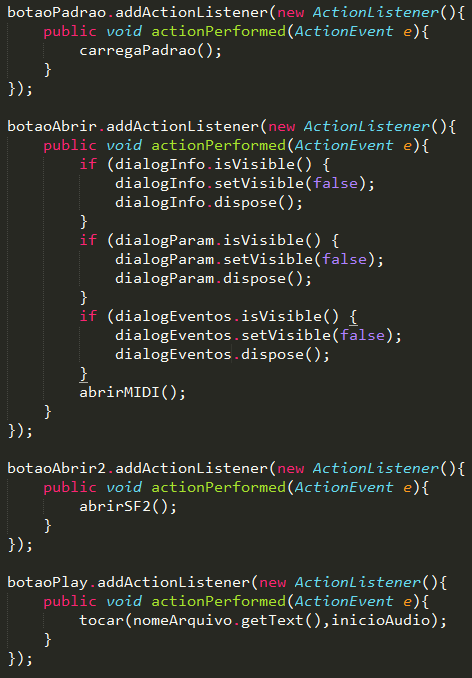 botaoPadrao.addActionListener(new ActionListener(){
    public void actionPerformed(ActionEvent e){
        carregaPadrao();
    }
});

botaoAbrir.addActionListener(new ActionListener(){
    public void actionPerformed(ActionEvent e){
        if (dialogInfo.isVisible() {
            dialogInfo.setVisible(false);
            dialogInfo.dispose();
        }
        if (dialogParam.isVisible() {
            dialogParam.setVisible(false);
            dialogParam.dispose();
        }
        if (dialogEventos.isVisible() {
            dialogEventos.setVisible(false);
            dialogEventos.dispose();
        }
        abrirMIDI();
    }
});

botaoAbrir2.addActionListener(new ActionListener(){
    public void actionPerformed(ActionEvent e){
        abrirSF2();
    }
});

botaoPlay.addActionListener(new ActionListener(){
    public void actionPerformed(ActionEvent e){
        tocar(nomeArquivo.getText(),inicioAudio);
    }
});